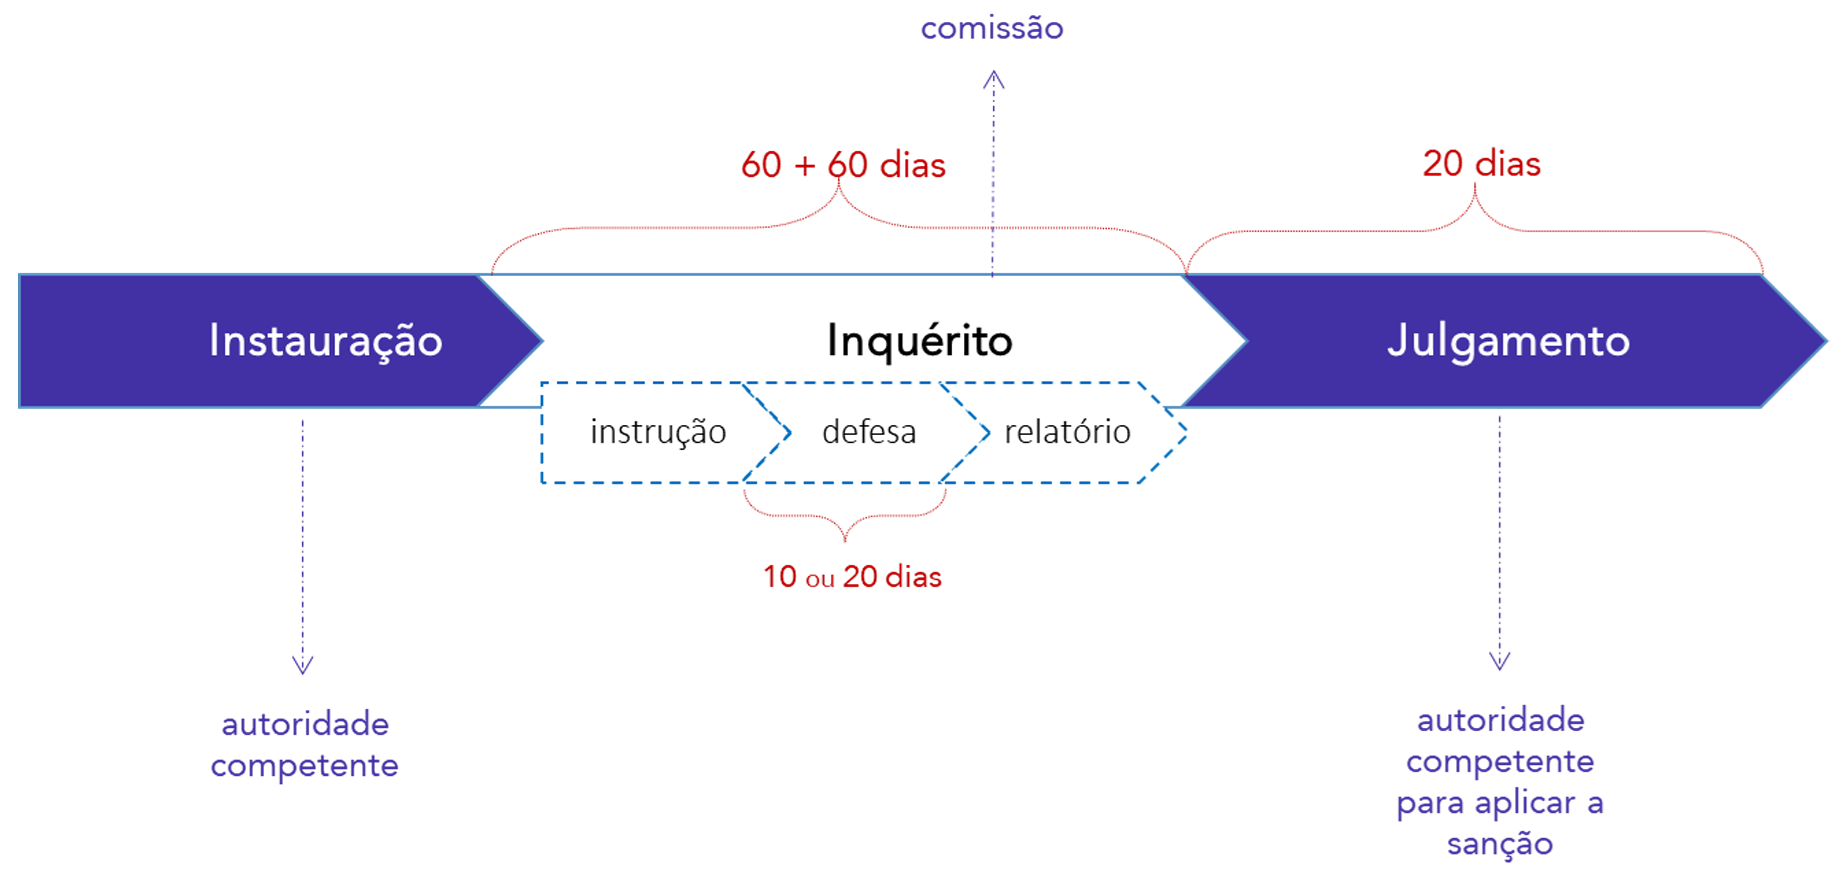 comissão
60 + 60 dias
20 dias
Instauração
Inquérito
Julgamento
instrução
defesa
relatório
10 ou 20 dias
autoridade
competente
autoridade
competente
para aplicar a
sanção